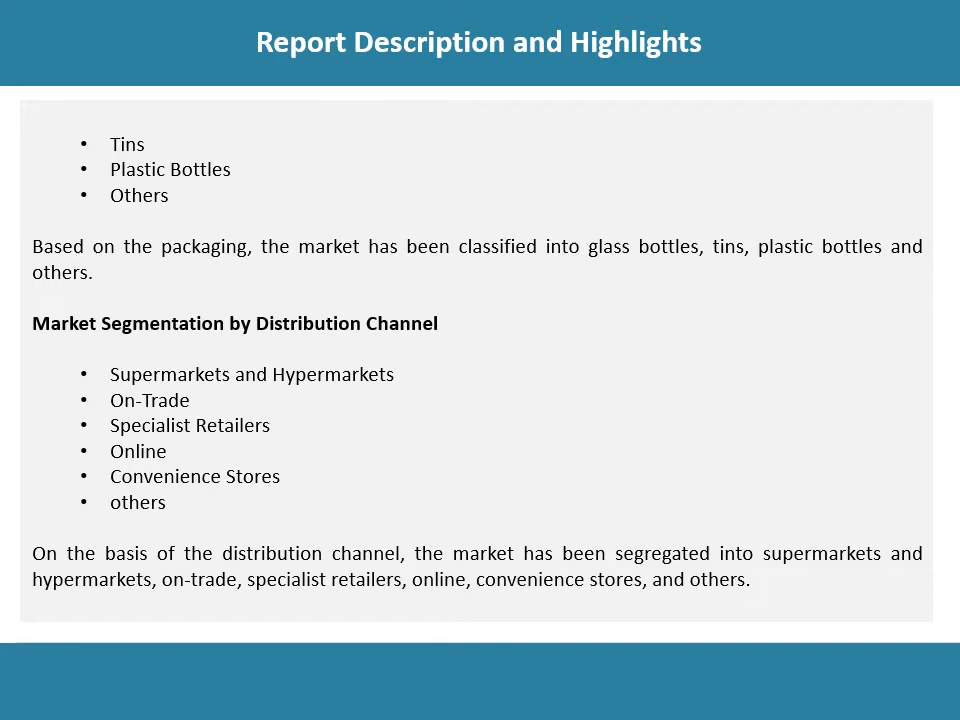 Report Description and Highlights
• Tins
• Plastic Bottles
• Others
Based on the packaging, the market has been classified into glass bottles, tins, plastic bottles and
others.
Market Segmentation by Distribution Channel
• Supermarkets and Hypermarkets
• On-Trade
• Specialist Retailers
• Online
• Convenience Stores
• others
On the basis of the distribution channel, the market has been segregated into supermarkets and
hypermarkets, on-trade, specialist retailers, online, convenience stores, and others.